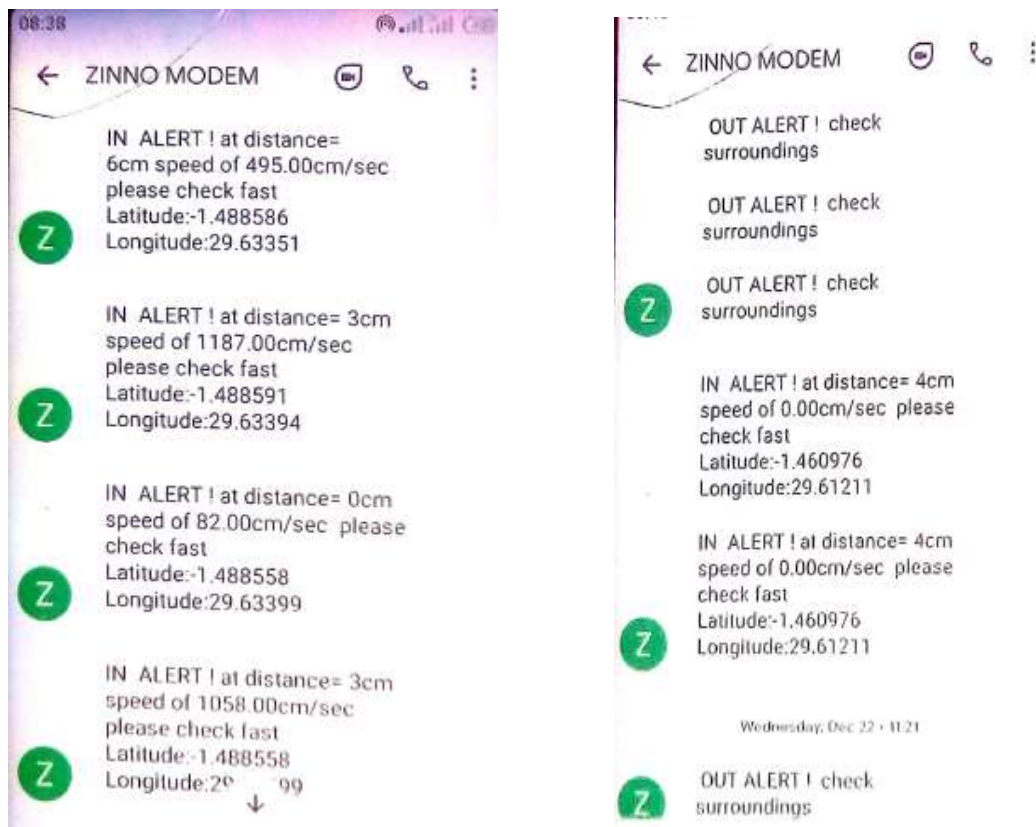 08:38
ZINNO MODEM
IN ALERT ! at distance=
6cm speed of 495.00cm/sec
please check fast
Latitude:-1.488586
Longitude:29.63351
Z
IN ALERT ! at distance= 3cm
speed of 1187.00cm/sec
please check fast
Latitude:-1.488591
Longitude:29.63394
Z
IN ALERT ! at distance= 0cm
speed of 82.00cm/sec please
check fast
Latitude:-1.488558
Longitude:29.63399
Z
IN ALERT ! at distance= 3cm
speed of 1058.00cm/sec
please check fast
Latitude:-1.488558
Longitude:29 99
Z
ZINNO MODEM
OUT ALERT ! check
surroundings
OUT ALERT ! check
surroundings
OUT ALERT ! check
surroundings
Z
IN ALERT ! at distance= 4cm
speed of 0.00cm/sec please
check fast
Latitude:-1.460976
Longitude:29.61211
IN ALERT ! at distance= 4cm
speed of 0.00cm/sec please
check fast
Latitude:-1.460976
Longitude:29.61211
Z
Wednesday, Dec 22 • 11:21
OUT ALERT ! check
surroundings
Z